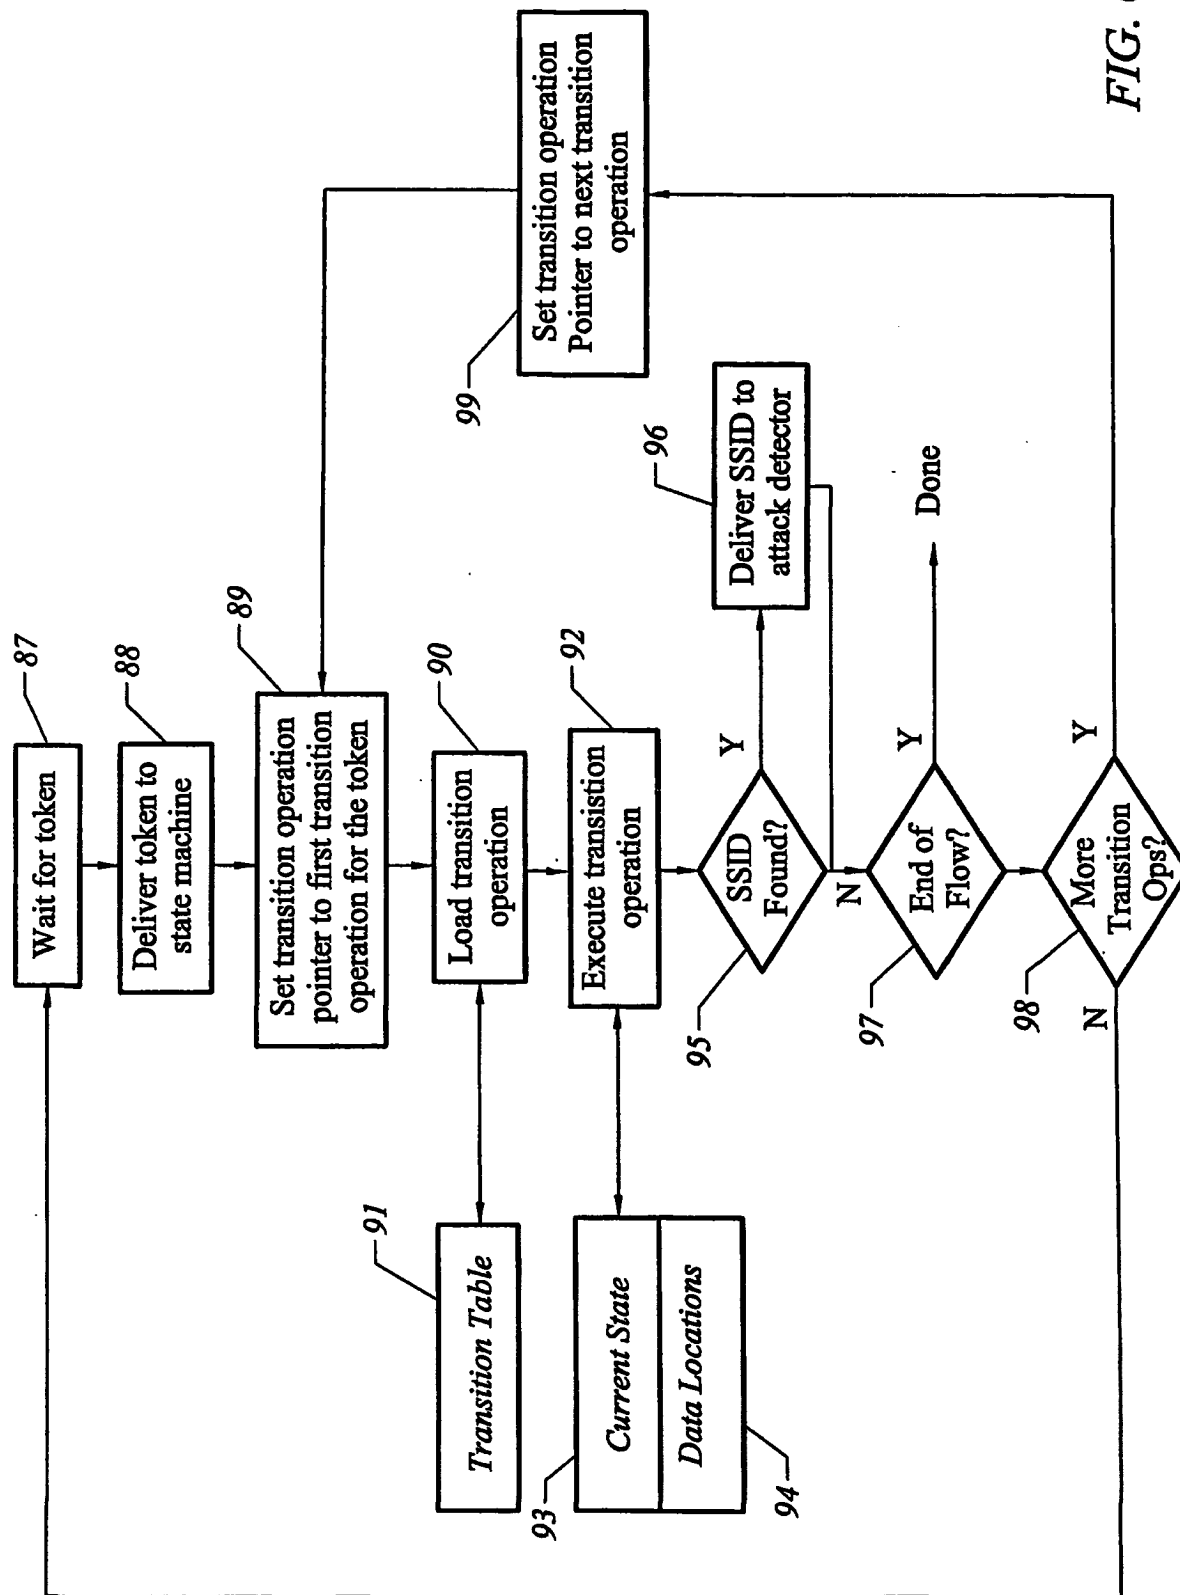 87
Wait for token
88
Deliver token to
state machine
89
Set transition operation
pointer to first transition
operation for the token
90
Load transition
operation
91
Transition Table
92
Execute transistion
operation
93
Current State
Data Locations
94
95
SSID
Found?
Y
N
96
Deliver SSID to
attack detector
97
End of
Flow?
Y
Done
98
More
Transition
Ops?
Y
N
99
Set transition operation
Pointer to next transition
operation
FIG.